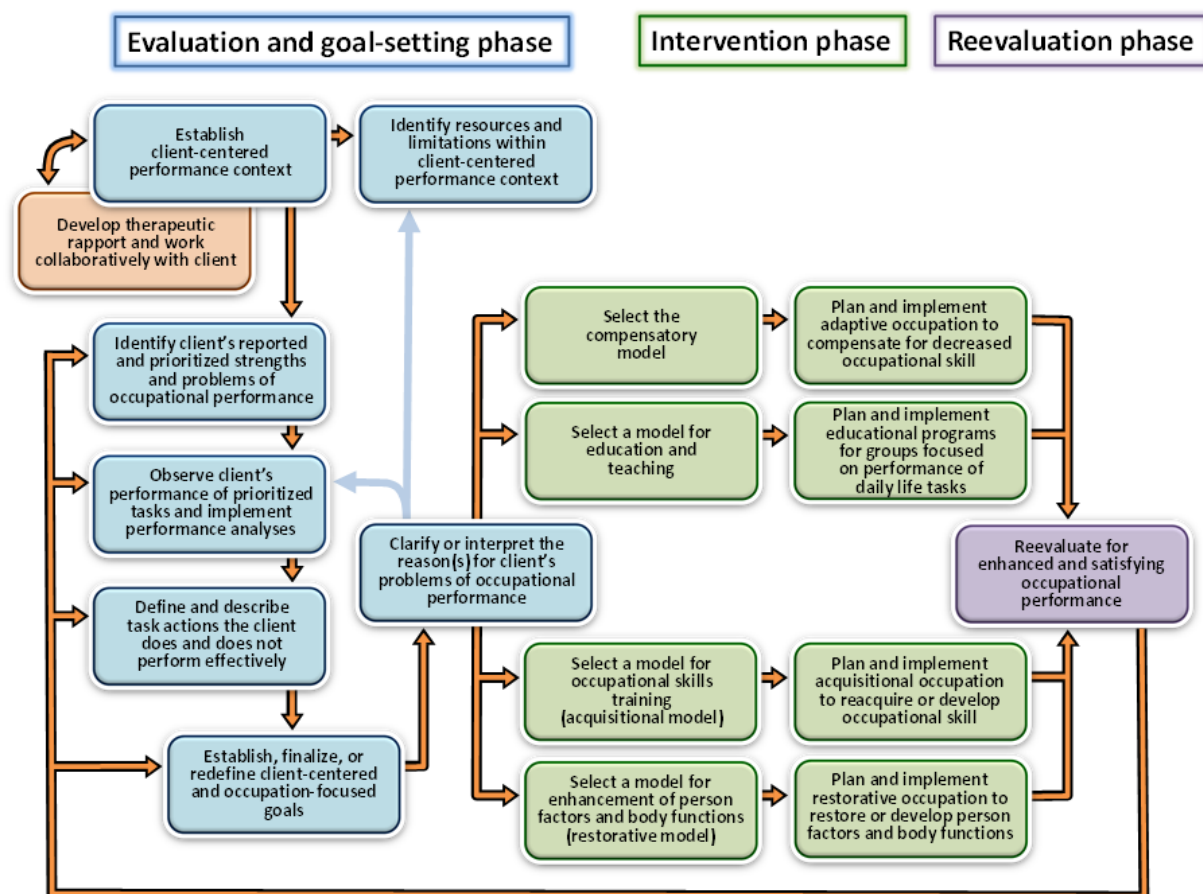 Evaluation and goal-setting phase
Intervention phase
Reevaluation phase
Establish
client-centered
performance context
Identify resources and
limitations within
client-centered
performance context
Develop therapeutic
rapport and work
collaboratively with client
Identify client's reported
and prioritized strengths
and problems of
occupational performance
Observe client's
performance of prioritized
tasks and implement
performance analyses
Define and describe
task actions the client
does and does not
perform effectively
Establish, finalize, or
redefine client-centered
and occupation-focused
goals
Clarify or interpret the
reason(s) for client's
problems of occupational
performance
Select the
compensatory
model
Plan and implement
adaptive occupation to
compensate for decreased
occupational skill
Select a model for
education and
teaching
Plan and implement
educational programs
for groups focused
on performance of
daily life tasks
Select a model for
occupational skills
training
(acquisitional model)
Plan and implement
acquisitional occupation
to reacquire or develop
occupational skill
Select a model for
enhancement of person
factors and body functions
(restorative model)
Plan and implement
restorative occupation to
restore or develop person
factors and body functions
Reevaluate for
enhanced and satisfying
occupational
performance